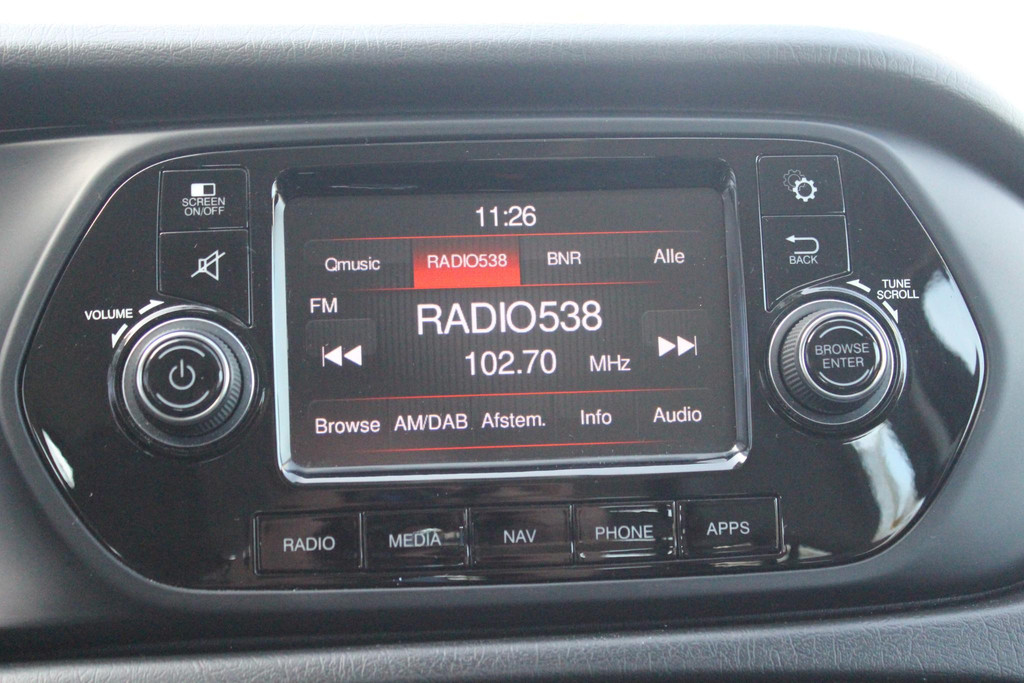 SCREEN
ON/OFF
VOLUME
11:26
Qmusic RADIO538 BNR Alle
FM
RADIO538
102.70 MHz
Browse AM/DAB Afstem. Info Audio
BACK
TUNE
SCROLL
BROWSE
ENTER
RADIO MEDIA NAV PHONE APPS